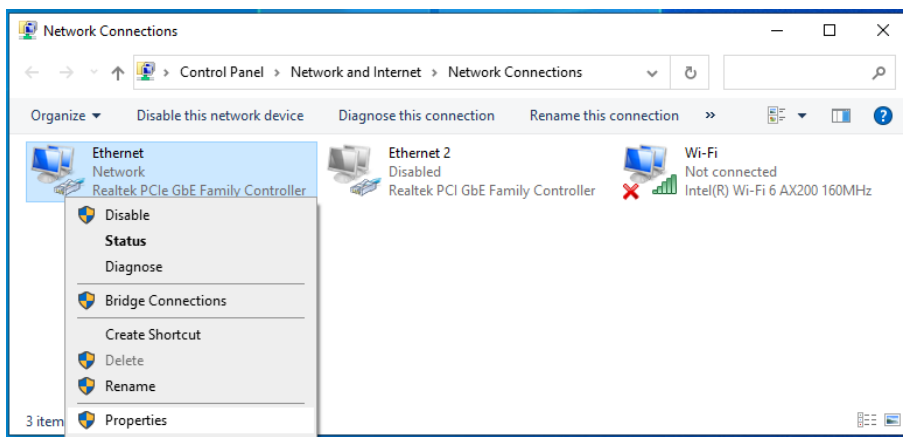 Network Connections
Control Panel > Network and Internet > Network Connections
Organize Disable this network device Diagnose this connection Rename this connection »
Ethernet
Network
Realtek PCIe GbE Family Controller
Ethernet 2
Disabled
Realtek PCI GbE Family Controller
Wi-Fi
Not connected
Intel(R) Wi-Fi 6 AX200 160MHz
Disable
Status
Diagnose
Bridge Connections
Create Shortcut
Delete
Rename
Properties
3 item